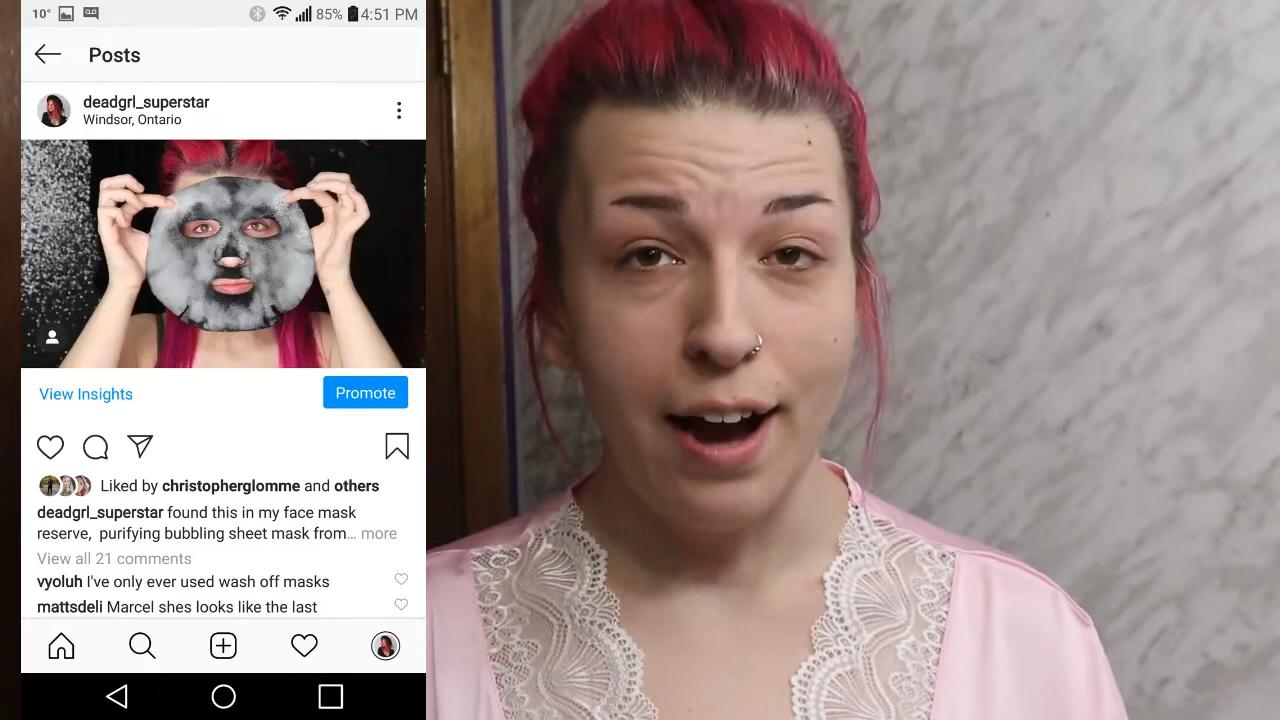 10° 85% 4:51 PM
Posts
deadgrl_superstar
Windsor, Ontario
View Insights
Promote
Liked by christopherglomme and others
deadgrl_superstar found this in my face mask
reserve, purifying bubbling sheet mask from… more
View all 21 comments
vyoluh I've only ever used wash off masks
mattsdeli Marcel shes looks like the last